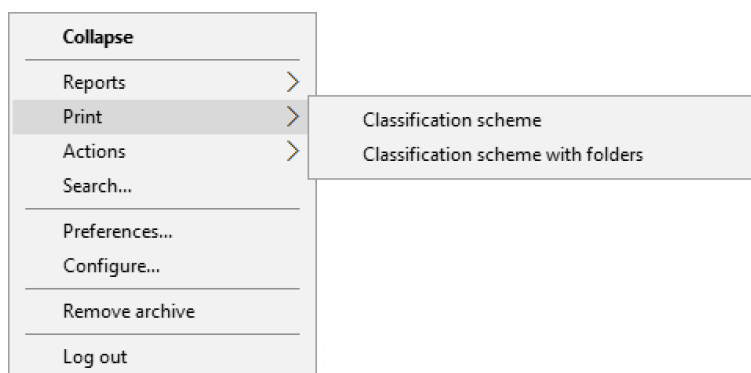 Collapse
Reports
Print
Classification scheme
Actions
Classification scheme with folders
Search...
Preferences...
Configure...
Remove archive
Log out